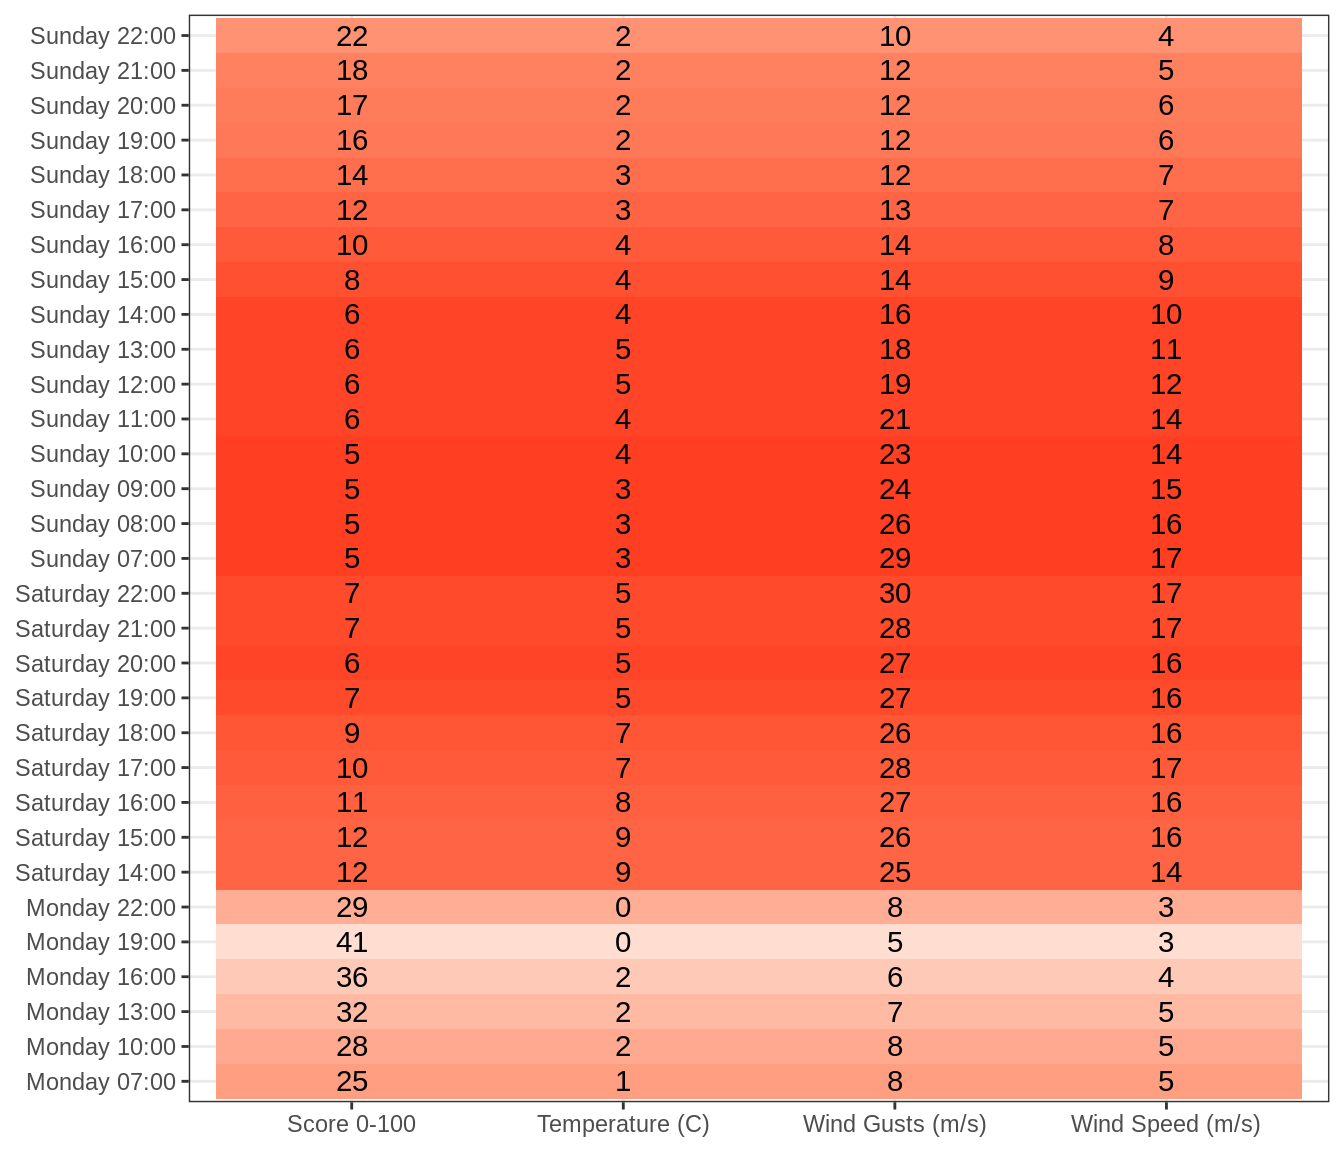 Sunday 22:00 22 2 10 4
Sunday 21:00 18 2 12 5
Sunday 20:00 17 2 12 6
Sunday 19:00 16 2 12 6
Sunday 18:00 14 3 12 7
Sunday 17:00 12 3 13 7
Sunday 16:00 10 4 14 8
Sunday 15:00 8 4 14 9
Sunday 14:00 6 4 16 10
Sunday 13:00 6 5 18 11
Sunday 12:00 6 5 19 12
Sunday 11:00 6 4 21 14
Sunday 10:00 5 4 23 14
Sunday 09:00 5 3 24 15
Sunday 08:00 5 3 26 16
Sunday 07:00 5 3 29 17
Saturday 22:00 7 5 30 17
Saturday 21:00 7 5 28 17
Saturday 20:00 6 5 27 16
Saturday 19:00 7 5 27 16
Saturday 18:00 9 7 26 16
Saturday 17:00 10 7 28 17
Saturday 16:00 11 8 27 16
Saturday 15:00 12 9 26 16
Saturday 14:00 12 9 25 14
Monday 22:00 29 0 8 3
Monday 19:00 41 0 5 3
Monday 16:00 36 2 6 4
Monday 13:00 32 2 7 5
Monday 10:00 28 2 8 5
Monday 07:00 25 1 8 5
Score 0-100 Temperature (C) Wind Gusts (m/s) Wind Speed (m/s)